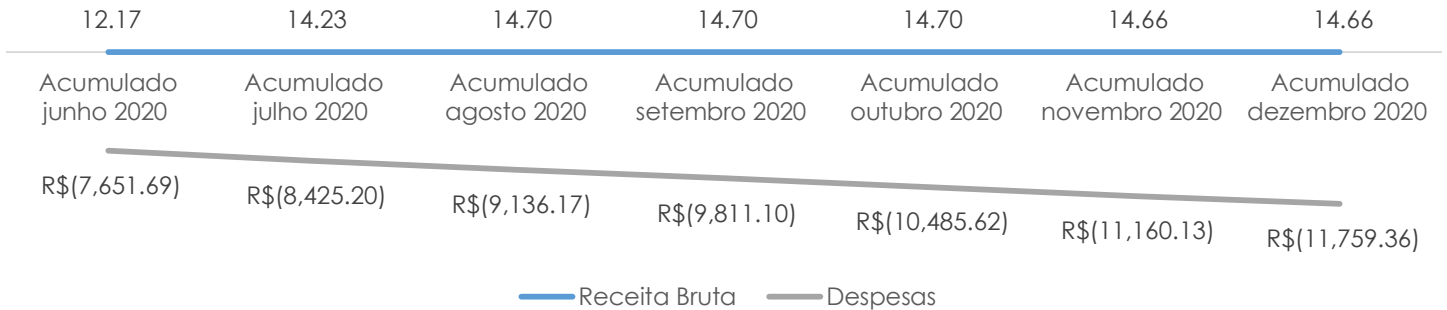 12.17 14.23 14.70 14.70 14.70 14.66 14.66
Acumulado Acumulado Acumulado Acumulado Acumulado Acumulado Acumulado
junho 2020 julho 2020 agosto 2020 setembro 2020 outubro 2020 novembro 2020 dezembro 2020
R$(7,651.69) R$(8,425.20) R$(9,136.17) R$(9,811.10) R$(10,485.62) R$(11,160.13) R$(11,759.36)
Receita Bruta Despesas